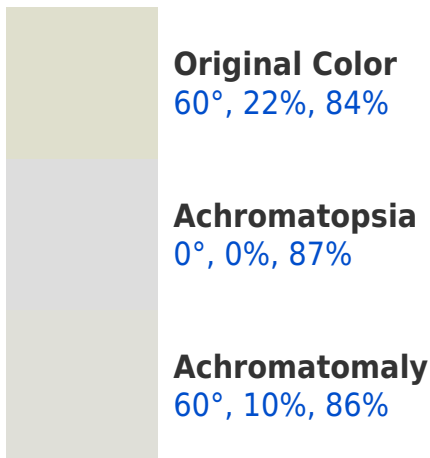 Original Color
60°, 22%, 84%
Achromatopsia
0°, 0%, 87%
Achromatomaly
60°, 10%, 86%